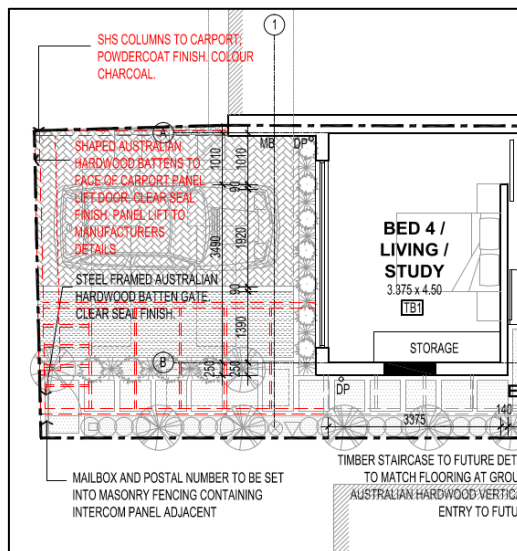 SHS COLUMNS TO CARPORT;
POWDERCOAT FINISH. COLOUR
CHARCOAL.
1
A
SHAPED AUSTRALIAN
HARDWOOD BATTENS TO
FACE OF CARPORT PANEL
LIFT DOOR. CLEAR SEAL
FINISH. PANEL LIFT TO
MANUFACTURERS
DETAILS
MB
DP
1010
1010
90
3490
1920
90
1390
250
250
STEEL FRAMED AUSTRALIAN
HARDWOOD BATTEN GATE.
CLEAR SEAL FINISH.
BED 4 /
LIVING /
STUDY
3.375 x 4.50
TB1
STORAGE
B
DP
E
3375
140
MAILBOX AND POSTAL NUMBER TO BE SET
INTO MASONRY FENCING CONTAINING
INTERCOM PANEL ADJACENT
TIMBER STAIRCASE TO FUTURE DET
TO MATCH FLOORING AT GROU
AUSTRALIAN HARDWOOD VERTIC
ENTRY TO FUTU